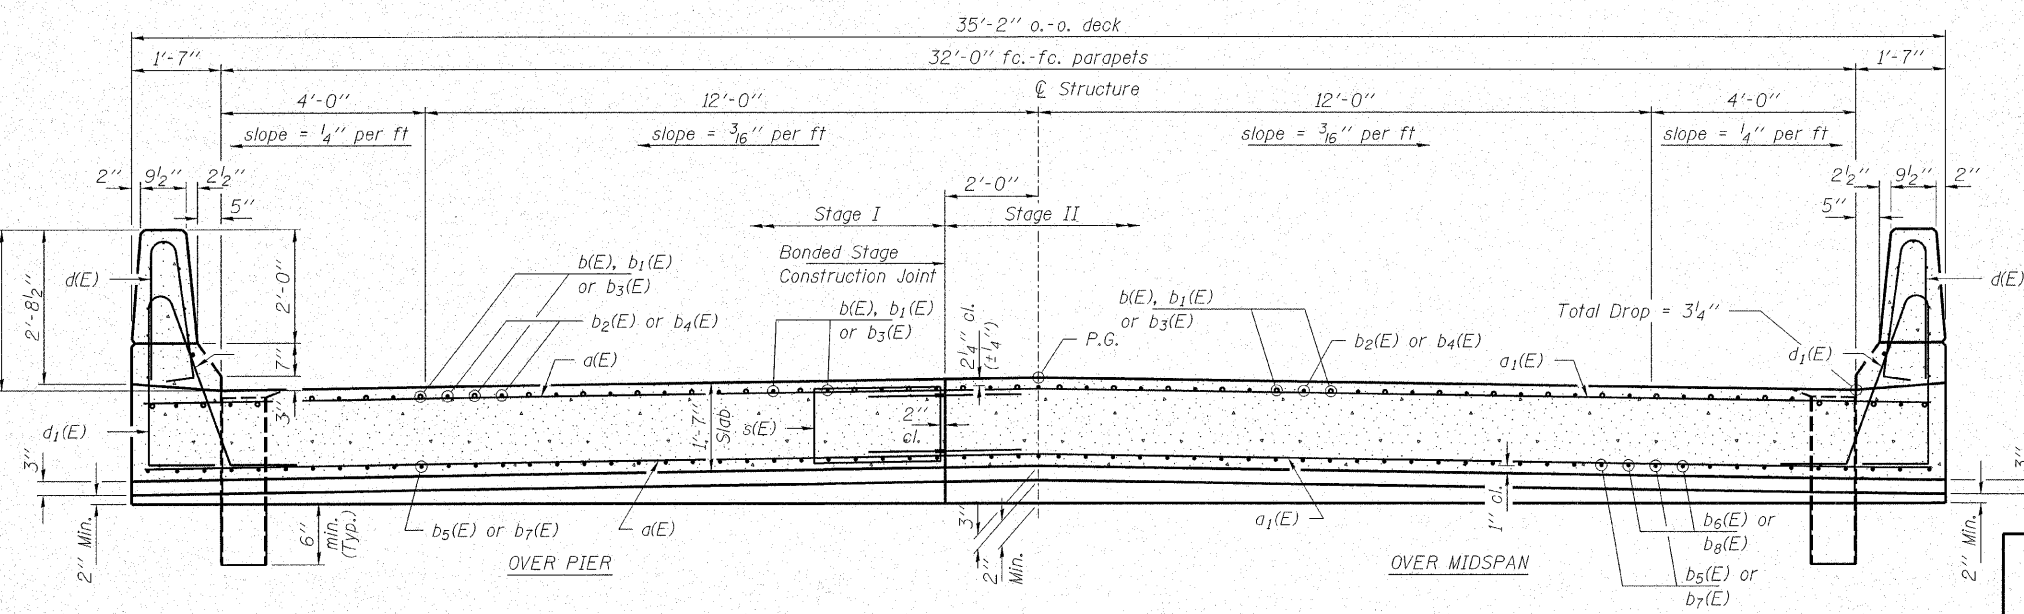 35'-2" o.-o. deck
1'-7"
32'-0" fc.-fc. parapets
1'-7"
℄ Structure
4'-0"
12'-0"
12'-0"
4'-0"
slope = 1/4" per ft
slope = 3/16" per ft
slope = 3/16" per ft
slope = 1/4" per ft
2"
9 1/2"
2 1/2"
2'-0"
2 1/2"
9 1/2"
2"
5"
5"
Stage I
Stage II
Bonded Stage
Construction Joint
d(E)
2'-8 1/2"
2'-0"
7"
3"
b(E), b1(E)
or b3(E)
b2(E) or b4(E)
a(E)
b(E), b1(E)
or b3(E)
2 1/4" cl.
(±1/4")
P.G.
b(E), b1(E)
or b3(E)
b2(E) or b4(E)
a1(E)
Total Drop = 3 1/4"
d1(E)
d(E)
d1(E)
1'-7"
Slab
s(E)
2"
cl.
3"
2" Min.
6"
min.
(Typ.)
b5(E) or b7(E)
a(E)
OVER PIER
3"
2"
Min.
a1(E)
1" cl.
OVER MIDSPAN
b6(E) or
b8(E)
b5(E) or
b7(E)
3"
2" Min.